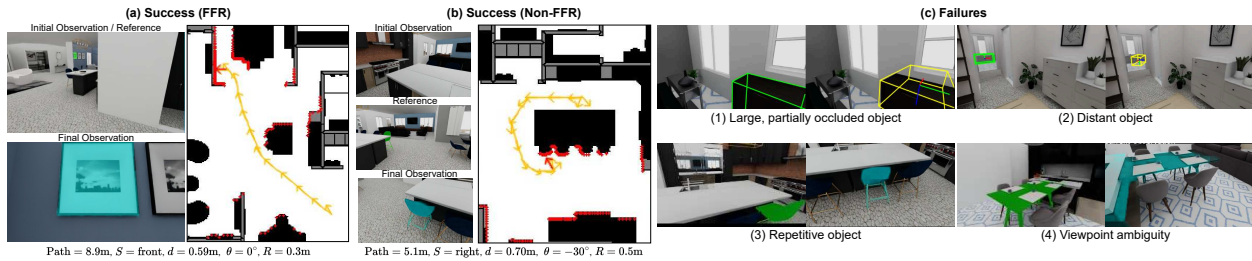 (a) Success (FFR)
Initial Observation / Reference
Final Observation
Path = 8.9m, S = front, d = 0.59m, θ = 0°, R = 0.3m
(b) Success (Non-FFR)
Initial Observation
Reference
Final Observation
Path = 5.1m, S = right, d = 0.70m, θ = −30°, R = 0.5m
(c) Failures
(1) Large, partially occluded object
(2) Distant object
(3) Repetitive object
(4) Viewpoint ambiguity